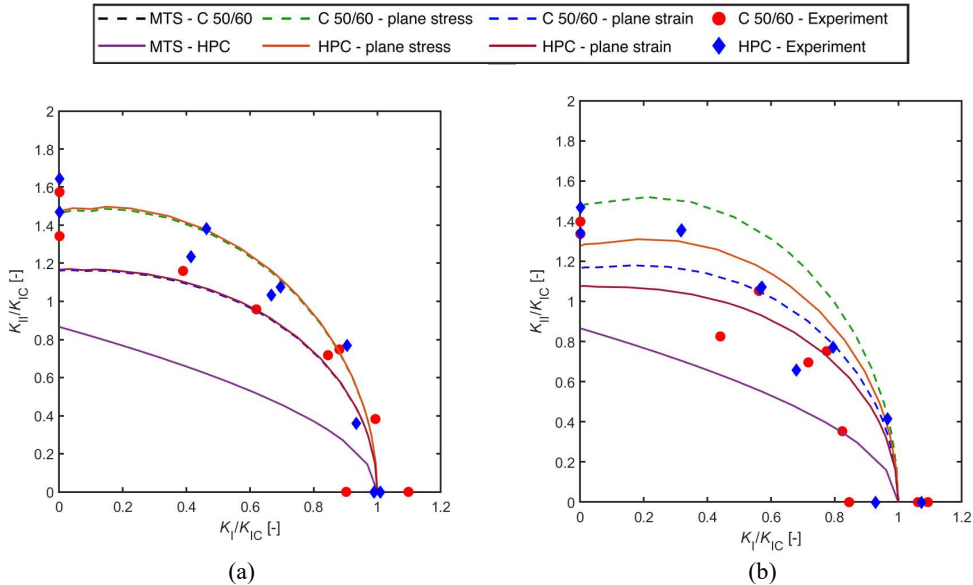 MTS - C 50/60 C 50/60 - plane stress C 50/60 - plane strain C 50/60 - Experiment
MTS - HPC HPC - plane stress HPC - plane strain HPC - Experiment
2
1.8
1.6
1.4
1.2
1
0.8
0.6
0.4
0.2
0
KII/KIC [-]
0 0.2 0.4 0.6 0.8 1 1.2
KI/KIC [-]
(a)
2
1.8
1.6
1.4
1.2
1
0.8
0.6
0.4
0.2
0
KII/KIC [-]
0 0.2 0.4 0.6 0.8 1 1.2
KI/KIC [-]
(b)